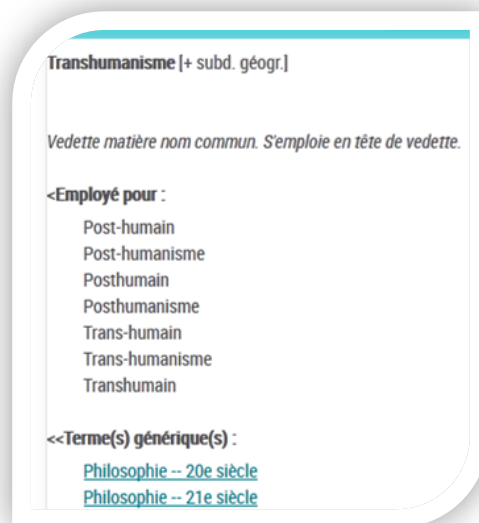 Transhumanisme [+ subd. géogr.]
Vedette matière nom commun. S'emploie en tête de vedette.
<Employé pour :
Post-humain
Post-humanisme
Posthumain
Posthumanisme
Trans-humain
Trans-humanisme
Transhumain
<<Terme(s) générique(s) :
Philosophie -- 20e siècle
Philosophie -- 21e siècle